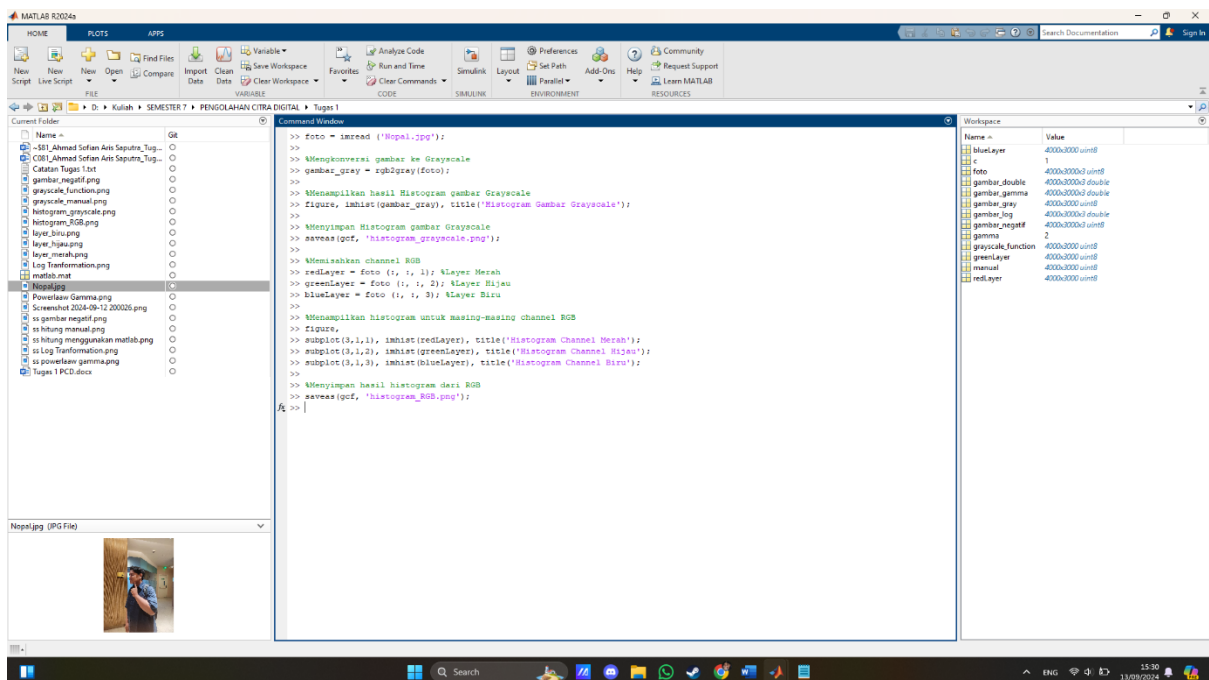 MATLAB R2024a
HOME PLOTS APPS
Search Documentation
Sign In
New Script
New Live Script
New
Open
Find Files
Compare
Import Data
Clean Data
Variable
Save Workspace
Clear Workspace
Favorites
Analyze Code
Run and Time
Clear Commands
Simulink
Layout
Preferences
Set Path
Parallel
Add-Ons
Help
Community
Request Support
Learn MATLAB
FILE VARIABLE CODE SIMULINK ENVIRONMENT RESOURCES
D: Kuliah SEMESTER 7 PENGOLAHAN CITRA DIGITAL Tugas 1
Current Folder
Name Git
~$81_Ahmad Sofian Aris Saputra_Tug...
C081_Ahmad Sofian Aris Saputra_Tug...
Catatan Tugas 1.txt
gambar_negatif.png
grayscale_function.png
grayscale_manual.png
histogram_grayscale.png
histogram_RGB.png
layer_biru.png
layer_hijau.png
layer_merah.png
Log Tranformation.png
matlab.mat
Nopal.jpg
Powerlaaw Gamma.png
Screenshot 2024-09-12 200026.png
ss gambar negatif.png
ss hitung manual.png
ss hitung menggunakan matlab.png
ss Log Tranformation.png
ss powerlaaw gamma.png
Tugas 1 PCD.docx
Nopal.jpg (JPG File)
Command Window
>> foto = imread ('Nopal.jpg');
>>
>> %Mengkonversi gambar ke Grayscale
>> gambar_gray = rgb2gray(foto);
>>
>> %Menampilkan hasil Histogram gambar Grayscale
>> figure, imhist(gambar_gray), title('Histogram Gambar Grayscale');
>>
>> %Menyimpan Histogram gambar Grayscale
>> saveas(gcf, 'histogram_grayscale.png');
>>
>> %Memisahkan channel RGB
>> redLayer = foto (:, :, 1); %Layer Merah
>> greenLayer = foto (:, :, 2); %Layer Hijau
>> blueLayer = foto (:, :, 3); %Layer Biru
>>
>> %Menampilkan histogram untuk masing-masing channel RGB
>> figure,
>> subplot(3,1,1), imhist(redLayer), title('Histogram Channel Merah');
>> subplot(3,1,2), imhist(greenLayer), title('Histogram Channel Hijau');
>> subplot(3,1,3), imhist(blueLayer), title('Histogram Channel Biru');
>>
>> %Menyimpan hasil histogram dari RGB
>> saveas(gcf, 'histogram_RGB.png');
fx >>
Workspace
Name Value
blueLayer 4000x3000 uint8
c 1
foto 4000x3000x3 uint8
gambar_double 4000x3000x3 double
gambar_gamma 4000x3000x3 double
gambar_gray 4000x3000 uint8
gambar_log 4000x3000x3 double
gambar_negatif 4000x3000x3 uint8
gamma 2
grayscale_function 4000x3000 uint8
greenLayer 4000x3000 uint8
manual 4000x3000 uint8
redLayer 4000x3000 uint8
Search
ENG
15:30
13/09/2024